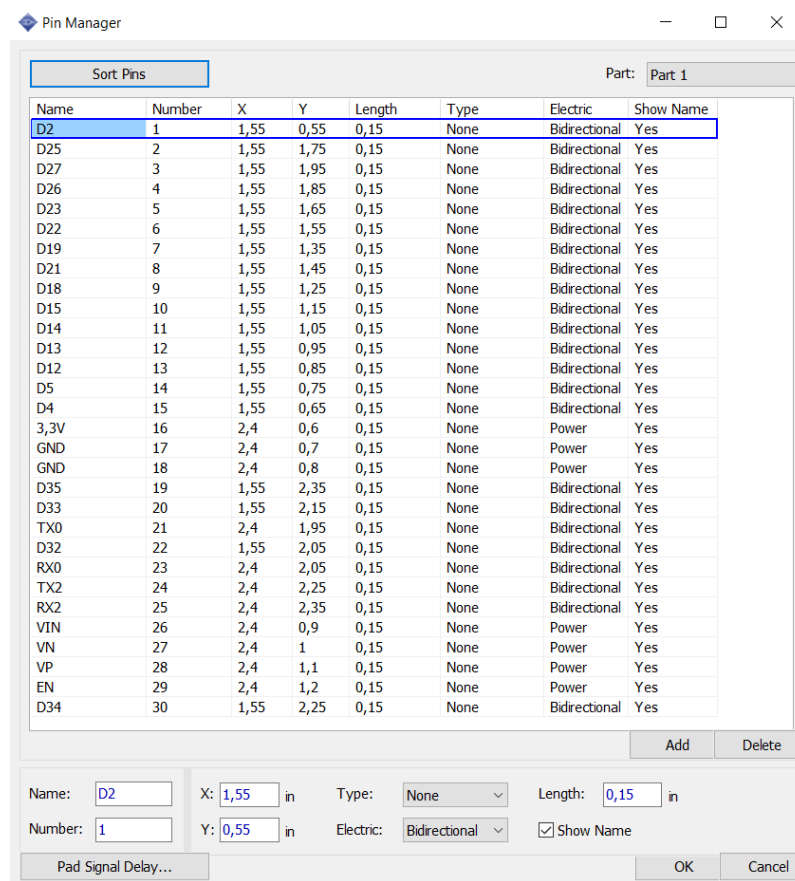 Pin Manager
Sort Pins Part: Part 1
Name Number X Y Length Type Electric Show Name
D2 1 1,55 0,55 0,15 None Bidirectional Yes
D25 2 1,55 1,75 0,15 None Bidirectional Yes
D27 3 1,55 1,95 0,15 None Bidirectional Yes
D26 4 1,55 1,85 0,15 None Bidirectional Yes
D23 5 1,55 1,65 0,15 None Bidirectional Yes
D22 6 1,55 1,55 0,15 None Bidirectional Yes
D19 7 1,55 1,35 0,15 None Bidirectional Yes
D21 8 1,55 1,45 0,15 None Bidirectional Yes
D18 9 1,55 1,25 0,15 None Bidirectional Yes
D15 10 1,55 1,15 0,15 None Bidirectional Yes
D14 11 1,55 1,05 0,15 None Bidirectional Yes
D13 12 1,55 0,95 0,15 None Bidirectional Yes
D12 13 1,55 0,85 0,15 None Bidirectional Yes
D5 14 1,55 0,75 0,15 None Bidirectional Yes
D4 15 1,55 0,65 0,15 None Bidirectional Yes
3,3V 16 2,4 0,6 0,15 None Power Yes
GND 17 2,4 0,7 0,15 None Power Yes
GND 18 2,4 0,8 0,15 None Power Yes
D35 19 1,55 2,35 0,15 None Bidirectional Yes
D33 20 1,55 2,15 0,15 None Bidirectional Yes
TX0 21 2,4 1,95 0,15 None Bidirectional Yes
D32 22 1,55 2,05 0,15 None Bidirectional Yes
RX0 23 2,4 2,05 0,15 None Bidirectional Yes
TX2 24 2,4 2,25 0,15 None Bidirectional Yes
RX2 25 2,4 2,35 0,15 None Bidirectional Yes
VIN 26 2,4 0,9 0,15 None Power Yes
VN 27 2,4 1 0,15 None Power Yes
VP 28 2,4 1,1 0,15 None Power Yes
EN 29 2,4 1,2 0,15 None Power Yes
D34 30 1,55 2,25 0,15 None Bidirectional Yes
Add Delete
Name: D2 X: 1,55 in Type: None Length: 0,15 in
Number: 1 Y: 0,55 in Electric: Bidirectional Show Name
Pad Signal Delay... OK Cancel